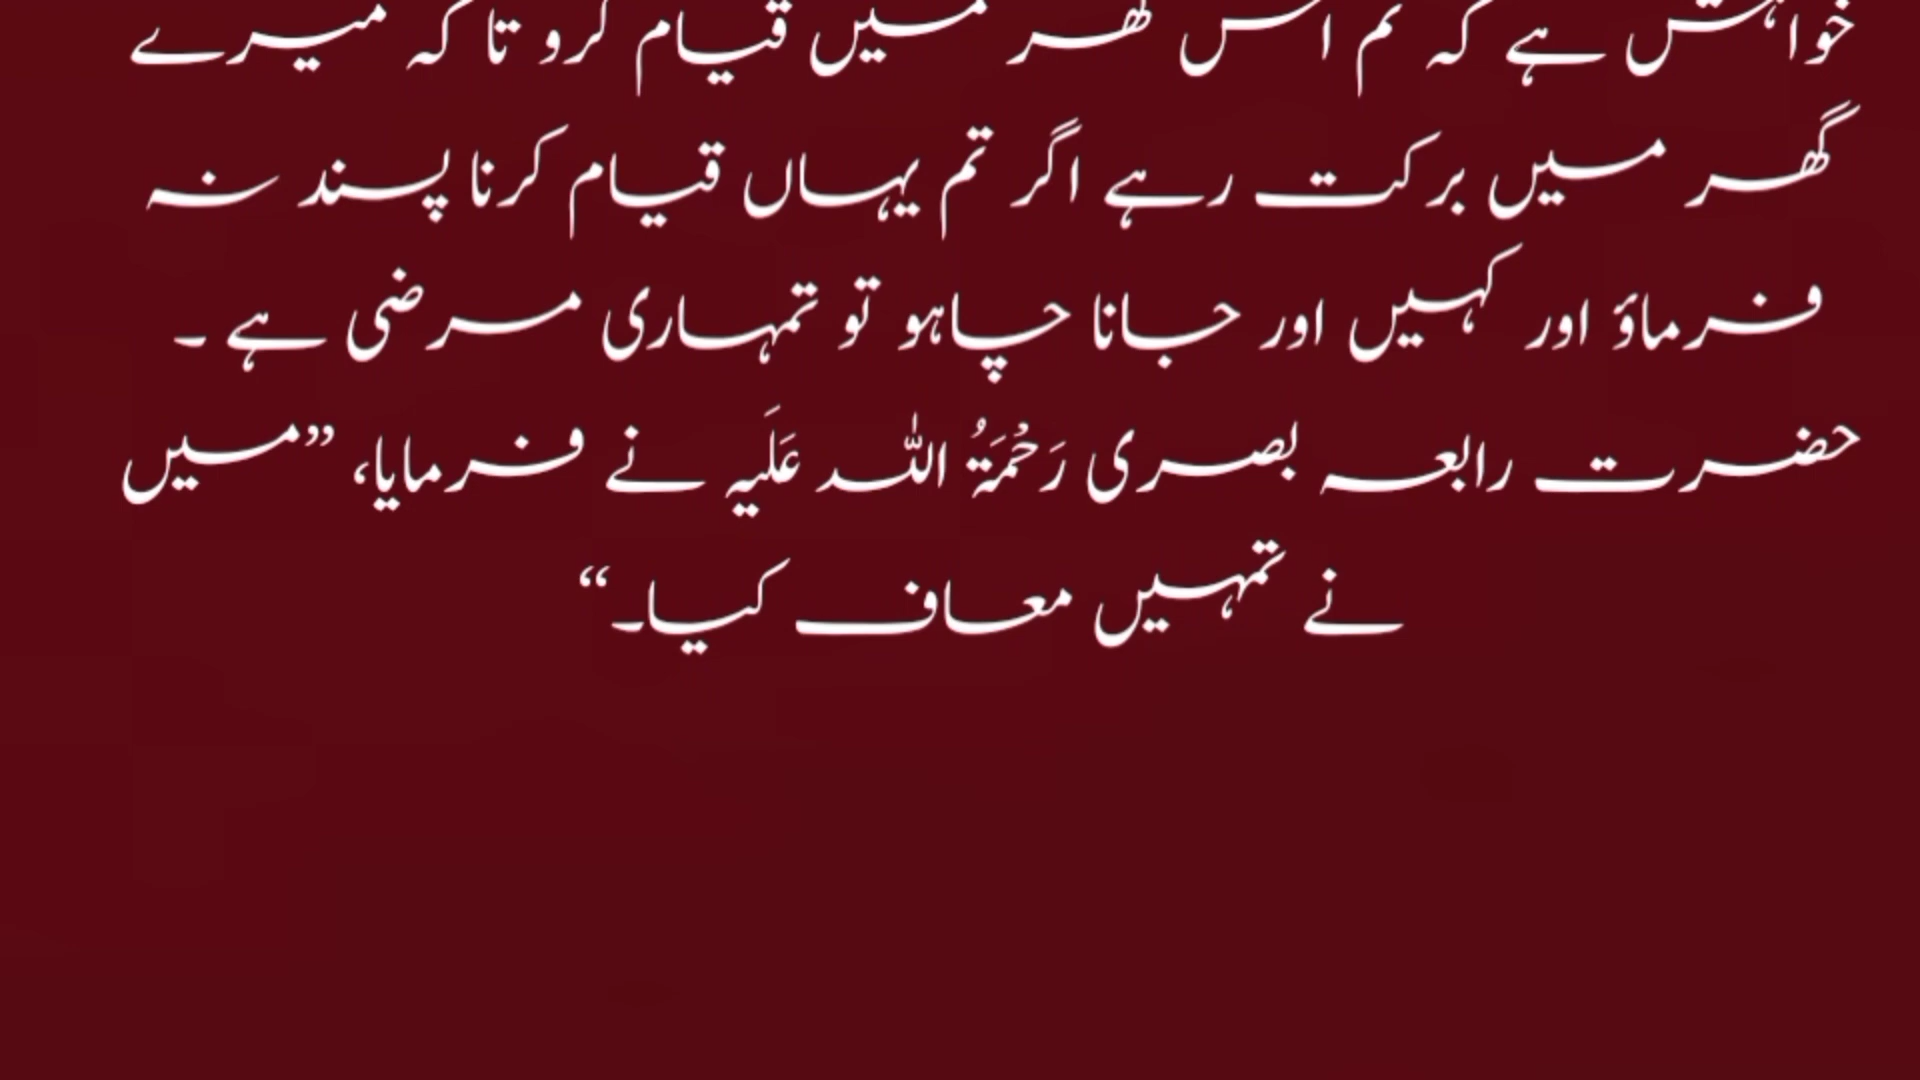 خواہش ہے کہ تم اس گھر میں قیام کرو تا کہ میرے
گھر میں برکت رہے اگر تم یہاں قیام کرنا پسند نہ
فرماؤ اور کہیں اور جانا چاہو تو تمہاری مرضی ہے ۔
حضرت رابعہ بصری رَحْمَۃُ اللہ عَلَیہ نے فرمایا، ”میں
نے تمہیں معاف کیا۔“